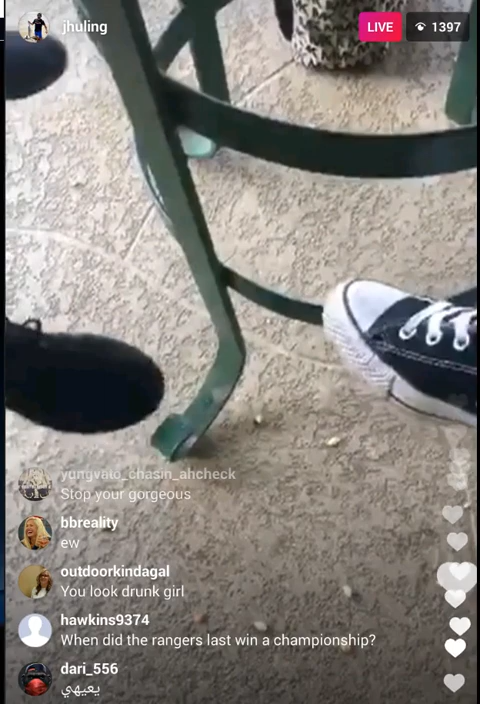 jhuling
LIVE
1397
yungvato_chasin_ahcheck
Stop your gorgeous
bbreality
ew
outdoorkindagal
You look drunk girl
hawkins9374
When did the rangers last win a championship?
dari_556
يعيهي